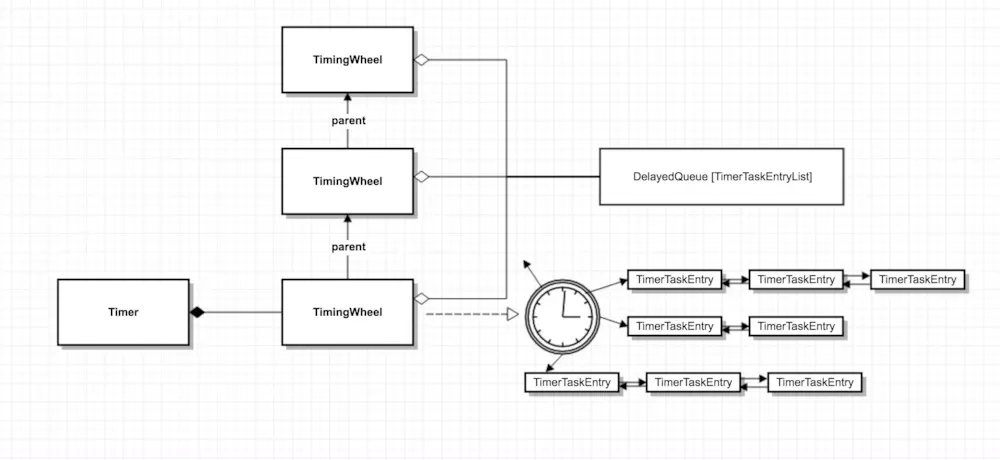 TimingWheel
parent
TimingWheel
DelayedQueue [TimerTaskEntryList]
parent
Timer
TimingWheel
TimerTaskEntry
TimerTaskEntry
TimerTaskEntry
TimerTaskEntry
TimerTaskEntry
TimerTaskEntry
TimerTaskEntry
TimerTaskEntry